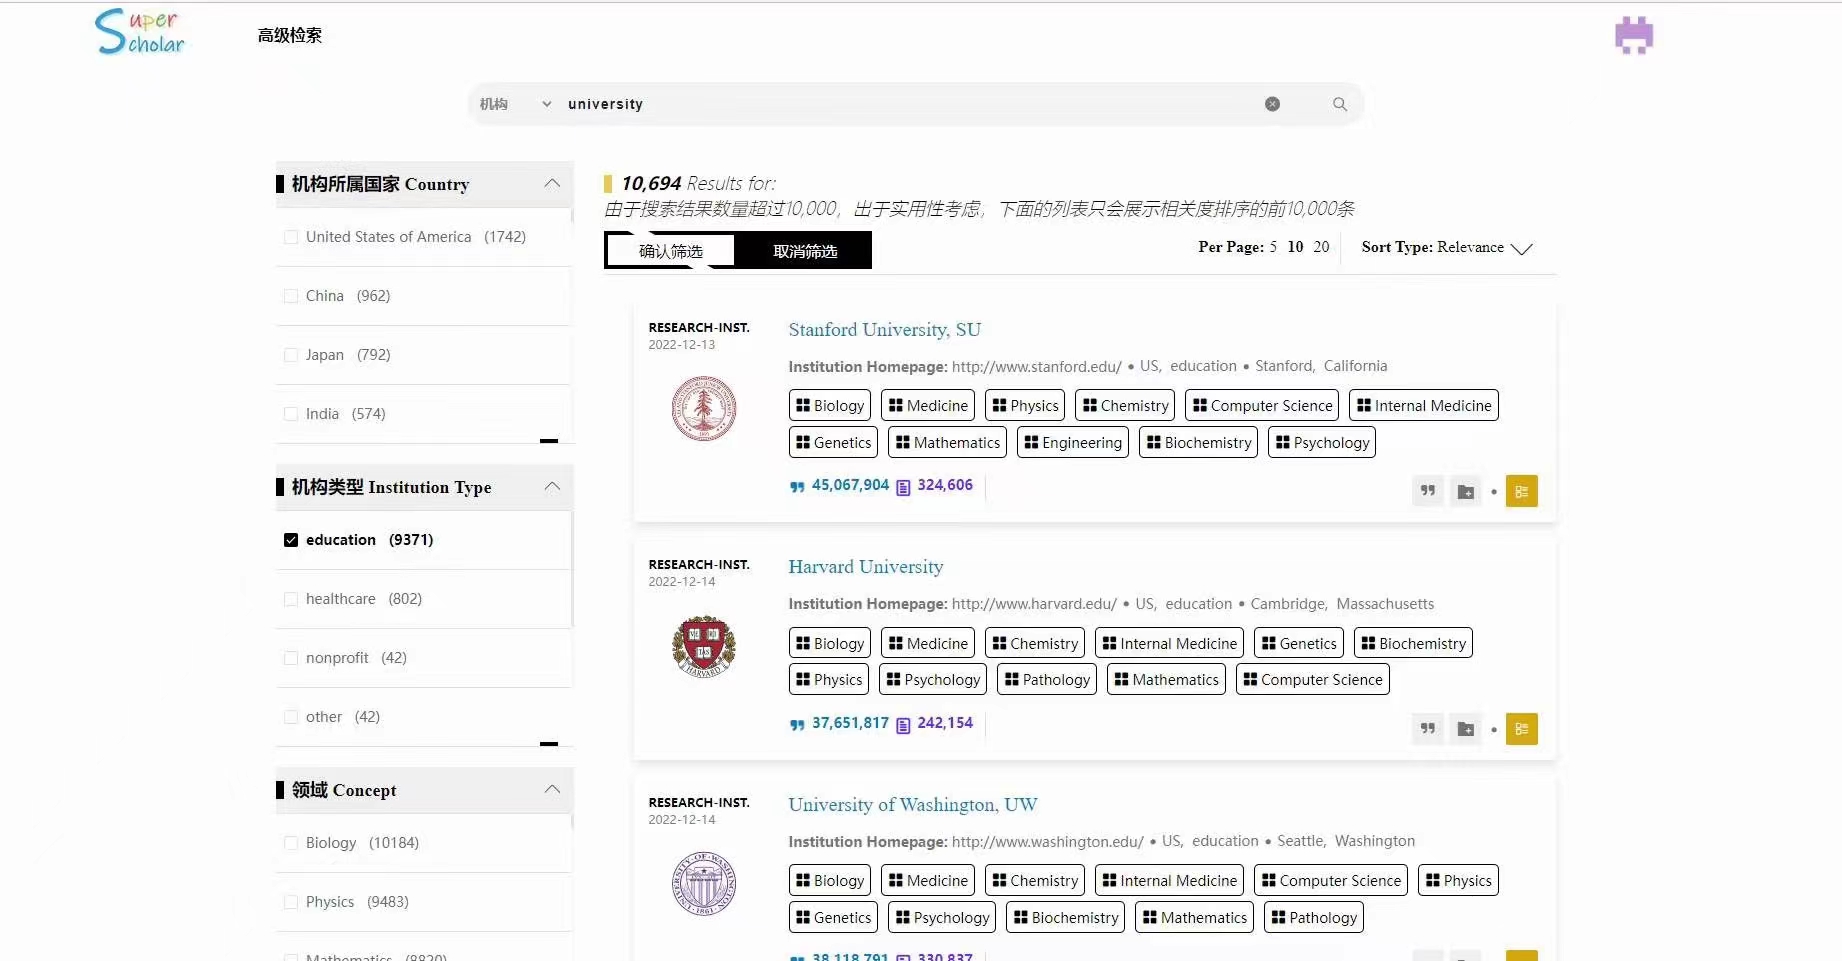 Super Scholar
高级检索
机构 university
机构所属国家 Country
United States of America (1742)
China (962)
Japan (792)
India (574)
机构类型 Institution Type
education (9371)
healthcare (802)
nonprofit (42)
other (42)
领域 Concept
Biology (10184)
Physics (9483)
Mathematics (8820)
10,694 Results for:
由于搜索结果数量超过10,000，出于实用性考虑，下面的列表只会展示相关度排序的前10,000条
确认筛选 取消筛选 Per Page: 5 10 20 Sort Type: Relevance
RESEARCH-INST.
2022-12-13
Stanford University, SU
Institution Homepage: http://www.stanford.edu/ • US, education • Stanford, California
Biology Medicine Physics Chemistry Computer Science Internal Medicine
Genetics Mathematics Engineering Biochemistry Psychology
45,067,904 324,606
RESEARCH-INST.
2022-12-14
Harvard University
Institution Homepage: http://www.harvard.edu/ • US, education • Cambridge, Massachusetts
Biology Medicine Chemistry Internal Medicine Genetics Biochemistry
Physics Psychology Pathology Mathematics Computer Science
HARVARD
37,651,817 242,154
RESEARCH-INST.
2022-12-14
University of Washington, UW
Institution Homepage: http://www.washington.edu/ • US, education • Seattle, Washington
Biology Medicine Chemistry Internal Medicine Computer Science Physics
Genetics Psychology Biochemistry Mathematics Pathology
UNIVERSITY OF WASHINGTON
1861
38,118,791 330,837